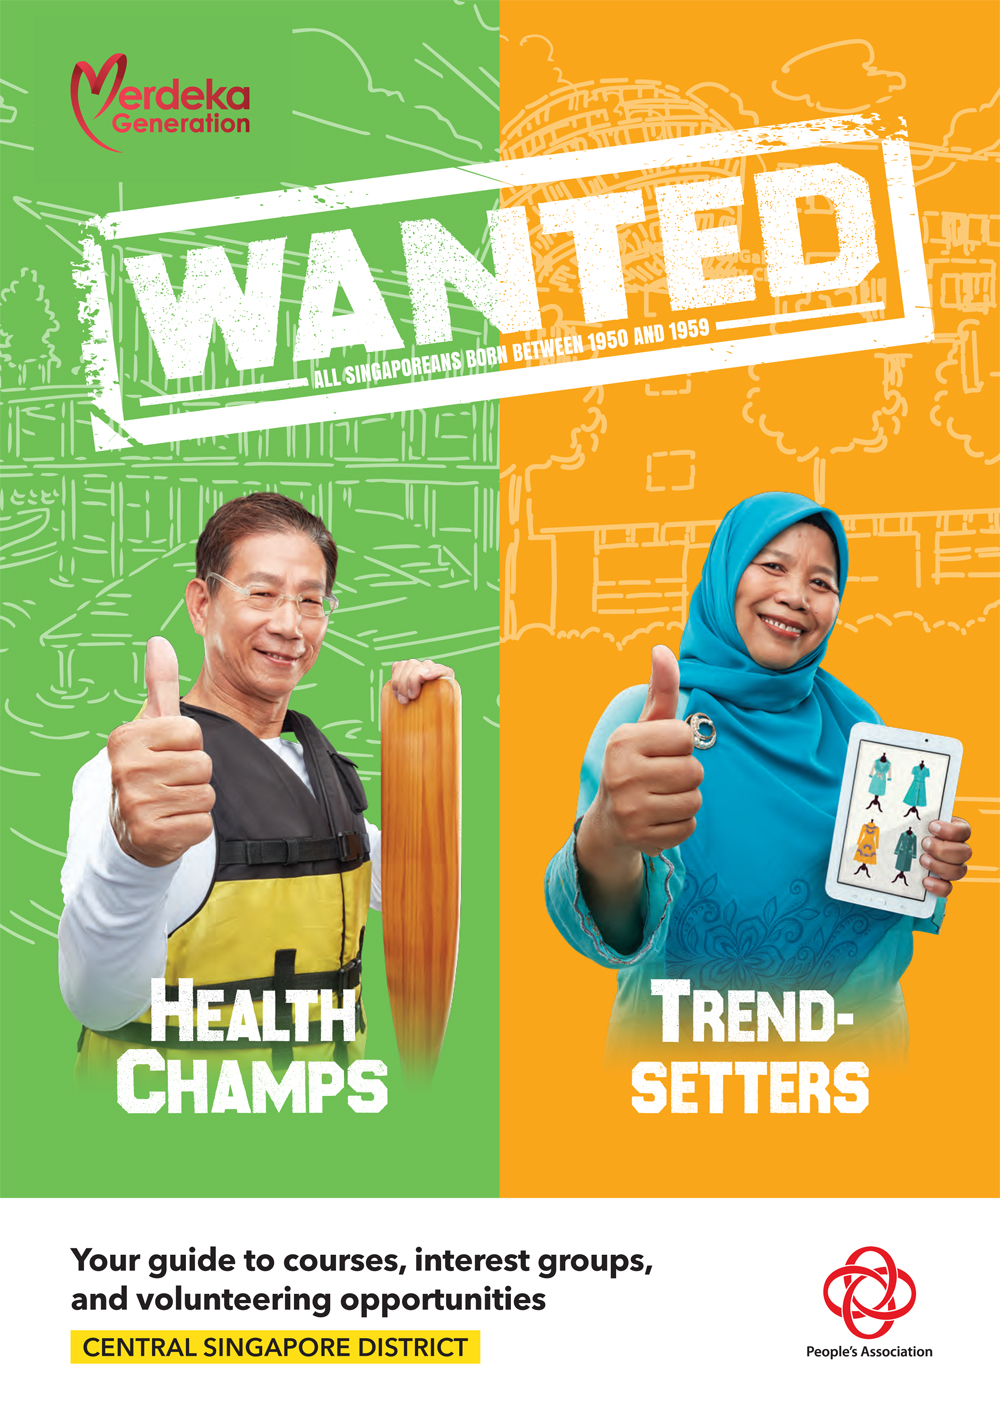 Merdeka
Generation
WANTED
ALL SINGAPOREANS BORN BETWEEN 1950 AND 1959
HEALTH
CHAMPS
TREND-
SETTERS
Your guide to courses, interest groups,
and volunteering opportunities
CENTRAL SINGAPORE DISTRICT
People's Association